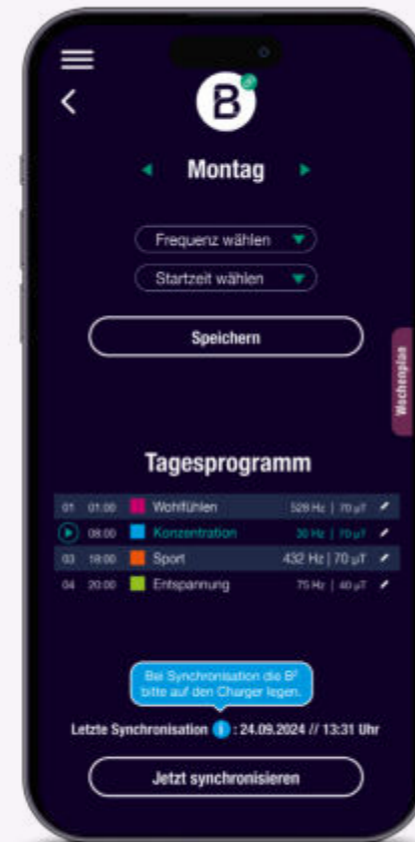 B
Montag
Frequenz wählen
Startzeit wählen
Speichern
Wochenplan
Tagesprogramm
01 01:00 Wohlfühlen 528 Hz | 70 µT
08:00 Konzentration 30 Hz | 70 µT
03 18:00 Sport 432 Hz | 70 µT
04 20:00 Entspannung 75 Hz | 40 µT
Bei Synchronisation die B²
bitte auf den Charger legen.
Letzte Synchronisation i : 24.09.2024 // 13:31 Uhr
Jetzt synchronisieren